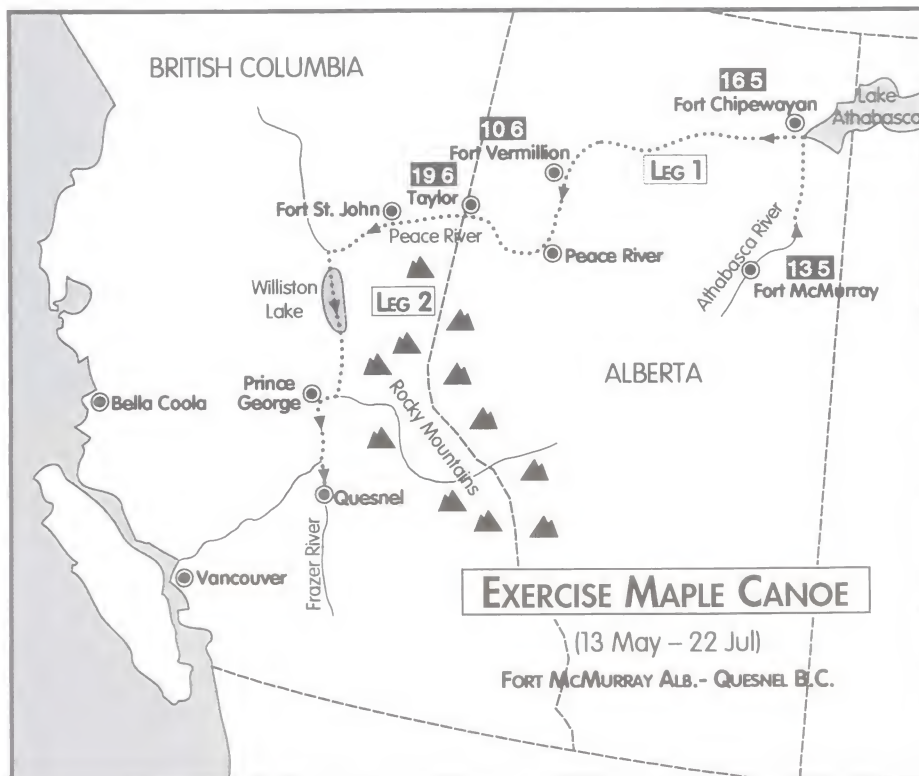 BRITISH COLUMBIA
16 5
Fort Chipewayan
Lake
Athabasca
10 6
Fort Vermillion
LEG 1
19 6
Taylor
Fort St. John
Peace River
Peace River
Athabasca River
13 5
Fort McMurray
Williston
Lake
LEG 2
ALBERTA
Prince
George
Bella Coola
Rocky Mountains
Quesnel
Frazer River
Vancouver
EXERCISE MAPLE CANOE
(13 May – 22 Jul)
FORT MCMURRAY ALB.- QUESNEL B.C.